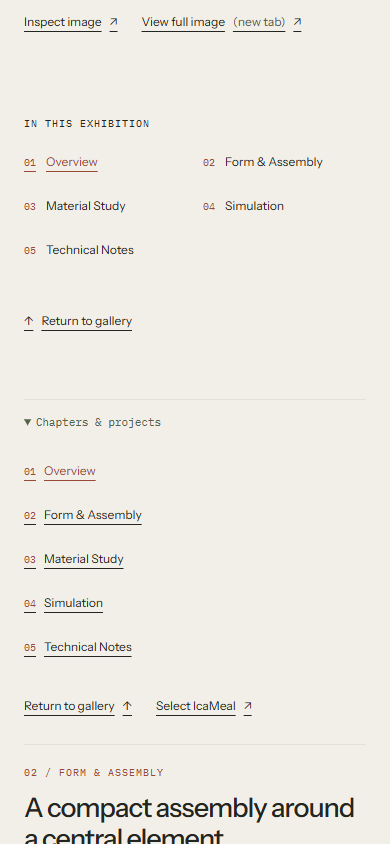 Inspect image ↗ View full image (new tab) ↗
IN THIS EXHIBITION
01 Overview 02 Form & Assembly
03 Material Study 04 Simulation
05 Technical Notes
↑ Return to gallery
▼ Chapters & projects
01 Overview
02 Form & Assembly
03 Material Study
04 Simulation
05 Technical Notes
Return to gallery ↑ Select IcaMeal ↗
02 / FORM & ASSEMBLY
A compact assembly around
a central element